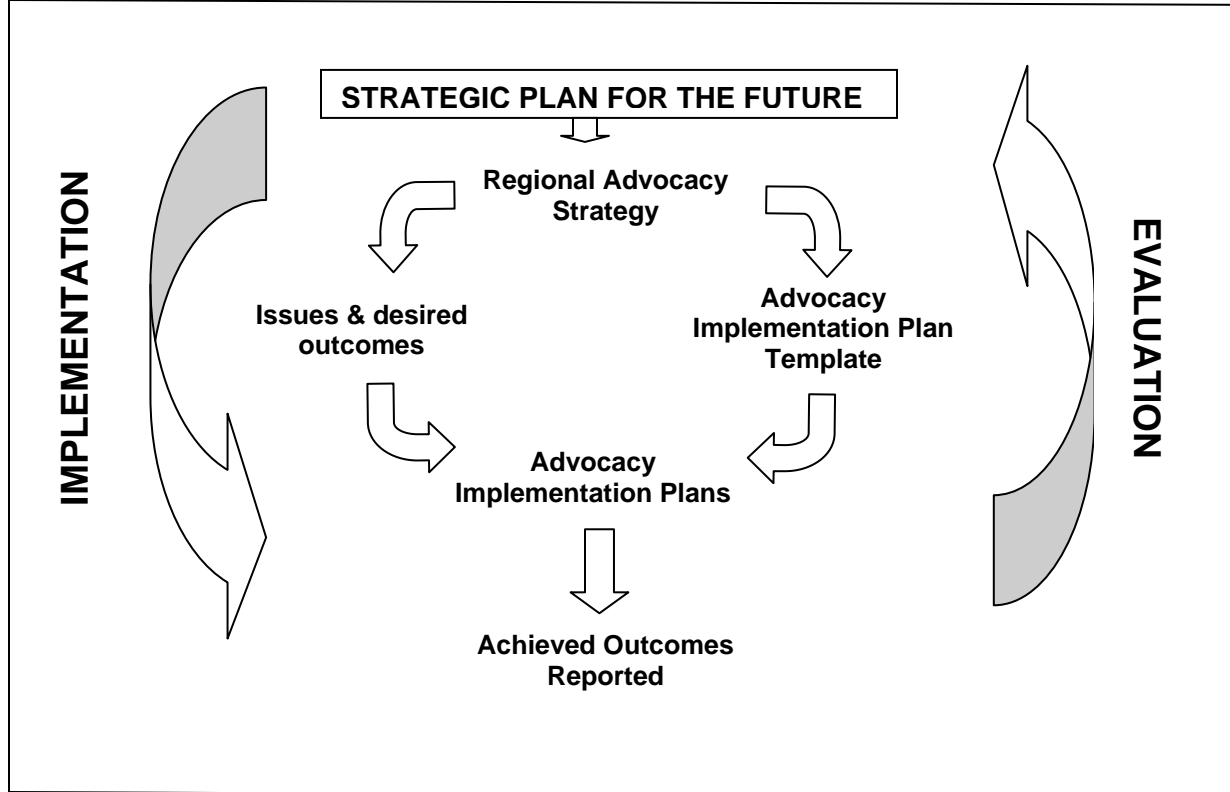 STRATEGIC PLAN FOR THE FUTURE
Regional Advocacy
Strategy
IMPLEMENTATION
EVALUATION
Issues & desired
outcomes
Advocacy
Implementation Plan
Template
Advocacy
Implementation Plans
Achieved Outcomes
Reported